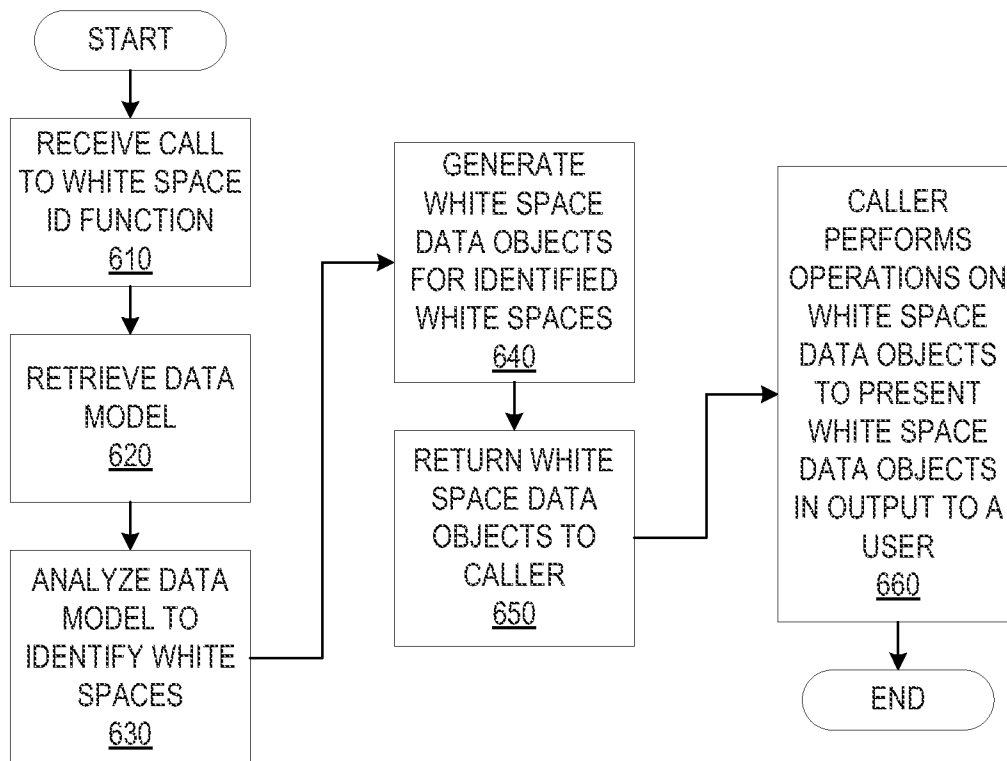 START
RECEIVE CALL
TO WHITE SPACE
ID FUNCTION
610
RETRIEVE DATA
MODEL
620
ANALYZE DATA
MODEL TO
IDENTIFY WHITE
SPACES
630
GENERATE
WHITE SPACE
DATA OBJECTS
FOR IDENTIFIED
WHITE SPACES
640
RETURN WHITE
SPACE DATA
OBJECTS TO
CALLER
650
CALLER
PERFORMS
OPERATIONS ON
WHITE SPACE
DATA OBJECTS
TO PRESENT
WHITE SPACE
DATA OBJECTS
IN OUTPUT TO A
USER
660
END